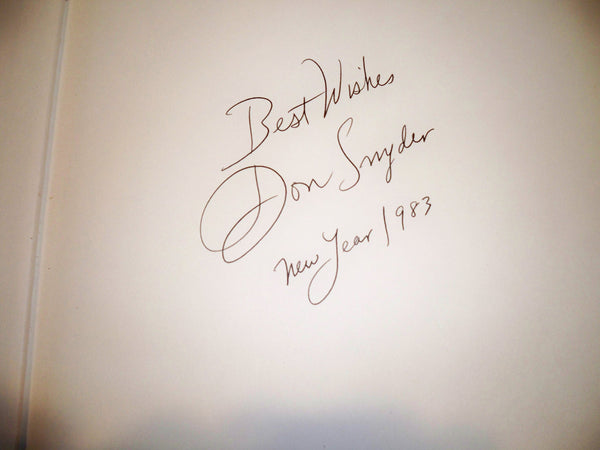 Best Wishes
Don Snyder
New Year 1983